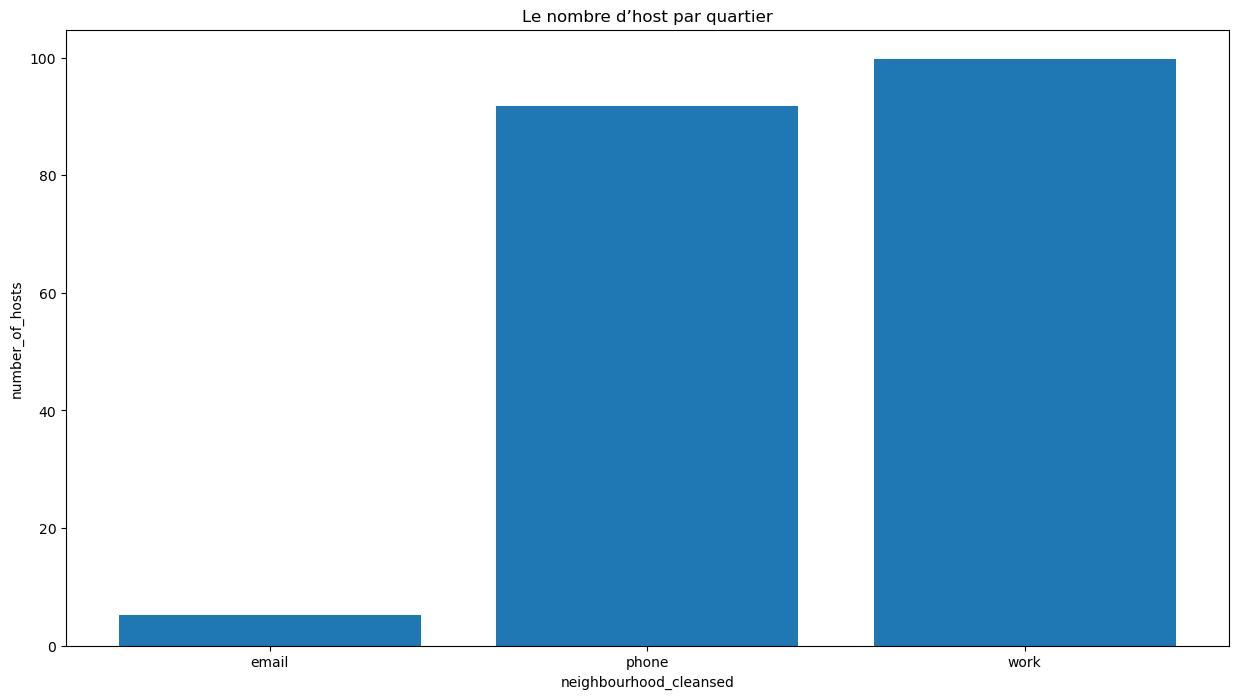 Le nombre d’host par quartier
100
80
60
40
20
0
number_of_hosts
email phone work
neighbourhood_cleansed